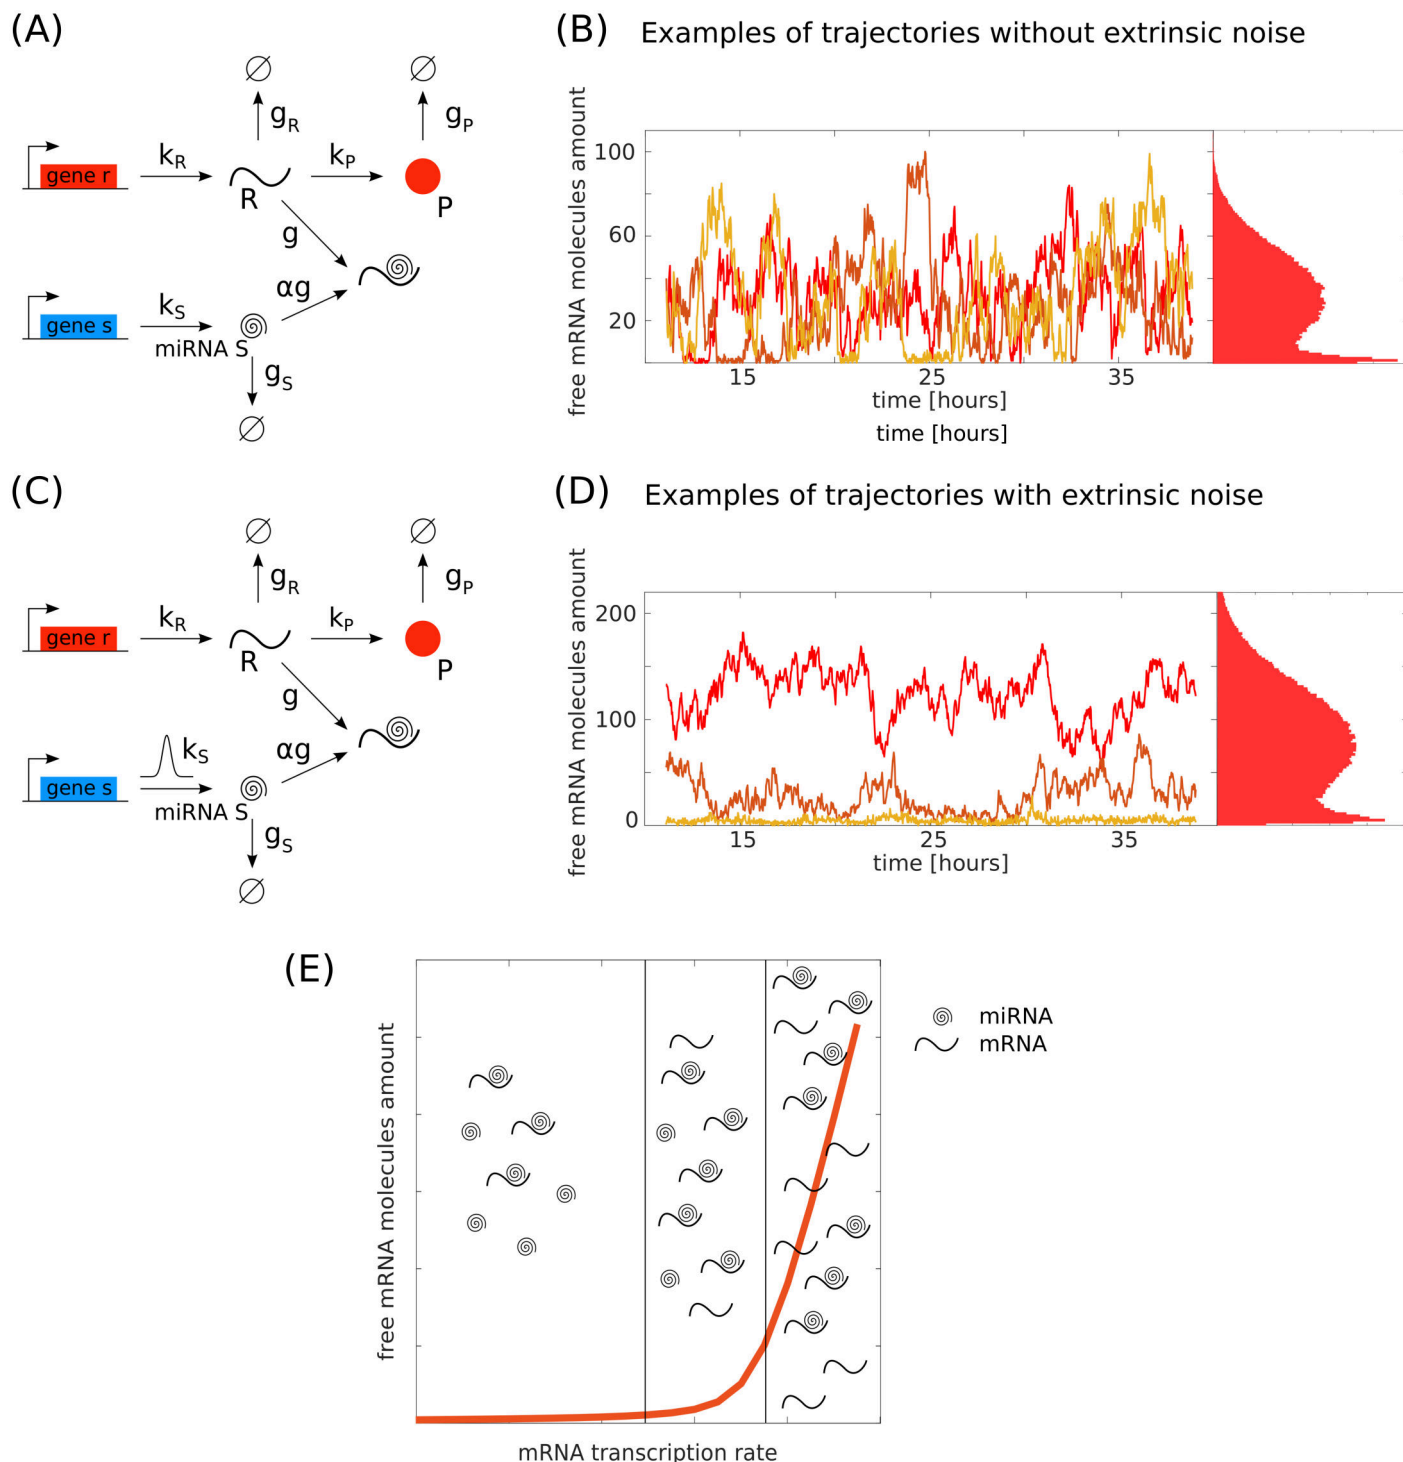 (A)
∅
∅
g_R
g_P
gene r
k_R
R
k_P
P
g
gene s
k_S
miRNA S
αg
g_S
∅
(B) Examples of trajectories without extrinsic noise
free mRNA molecules amount
100
60
20
15
25
35
time [hours]
time [hours]
(C)
∅
∅
g_R
g_P
gene r
k_R
R
k_P
P
g
gene s
k_S
miRNA S
αg
g_S
∅
(D) Examples of trajectories with extrinsic noise
free mRNA molecules amount
200
100
0
15
25
35
time [hours]
(E)
free mRNA molecules amount
mRNA transcription rate
miRNA
mRNA